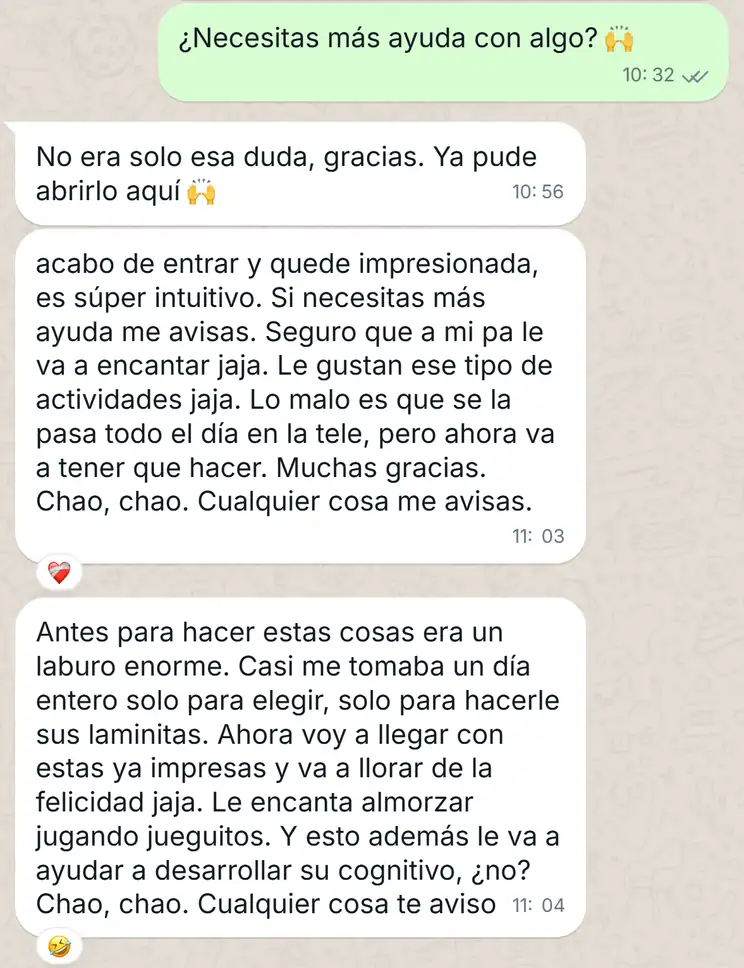 ¿Necesitas más ayuda con algo? 🙌
10: 32
No era solo esa duda, gracias. Ya pude
abrirlo aquí 🙌
10: 56
acabo de entrar y quede impresionada,
es súper intuitivo. Si necesitas más
ayuda me avisas. Seguro que a mi pa le
va a encantar jaja. Le gustan ese tipo de
actividades jaja. Lo malo es que se la
pasa todo el día en la tele, pero ahora va
a tener que hacer. Muchas gracias.
Chao, chao. Cualquier cosa me avisas.
11: 03
Antes para hacer estas cosas era un
laburo enorme. Casi me tomaba un día
entero solo para elegir, solo para hacerle
sus laminitas. Ahora voy a llegar con
estas ya impresas y va a llorar de la
felicidad jaja. Le encanta almorzar
jugando jueguitos. Y esto además le va a
ayudar a desarrollar su cognitivo, ¿no?
Chao, chao. Cualquier cosa te aviso
11: 04